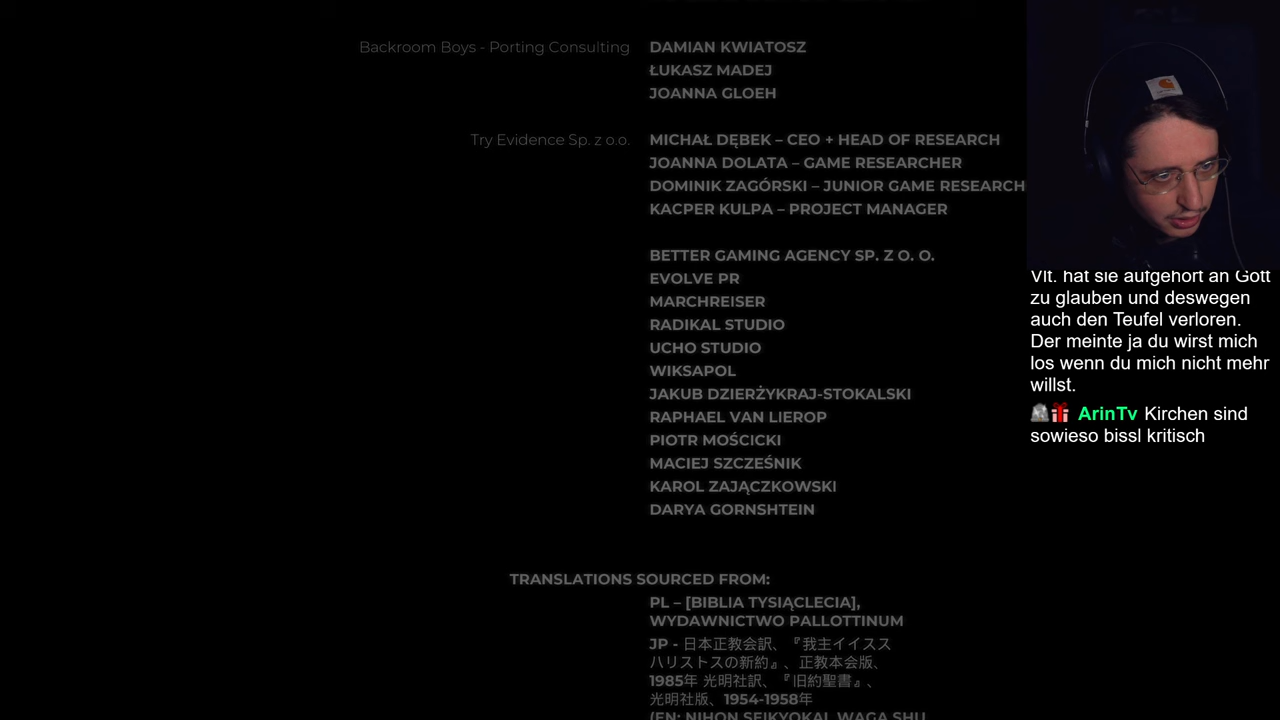 Backroom Boys - Porting Consulting DAMIAN KWIATOSZ
ŁUKASZ MADEJ
JOANNA GLOEH
Try Evidence Sp. z o.o. MICHAŁ DĘBEK – CEO + HEAD OF RESEARCH
JOANNA DOLATA – GAME RESEARCHER
DOMINIK ZAGÓRSKI – JUNIOR GAME RESEARCH
KACPER KULPA – PROJECT MANAGER
BETTER GAMING AGENCY SP. Z O. O.
EVOLVE PR
MARCHREISER
RADIKAL STUDIO
UCHO STUDIO
WIKSAPOL
JAKUB DZIERŻYKRAJ-STOKALSKI
RAPHAEL VAN LIEROP
PIOTR MOŚCICKI
MACIEJ SZCZEŚNIK
KAROL ZAJĄCZKOWSKI
DARYA GORNSHTEIN
TRANSLATIONS SOURCED FROM:
PL – [BIBLIA TYSIĄCLECIA],
WYDAWNICTWO PALLOTTINUM
JP - 日本正教会訳、『我主イイスス
ハリストスの新約』、正教本会版、
1985年 光明社訳、『旧約聖書』、
光明社版、1954-1958年
(EN: NIHON SEIKYOKAI, WAGA SHU
Vlt. hat sie aufgehört an Gott
zu glauben und deswegen
auch den Teufel verloren.
Der meinte ja du wirst mich
los wenn du mich nicht mehr
willst.
ArinTv Kirchen sind
sowieso bissl kritisch